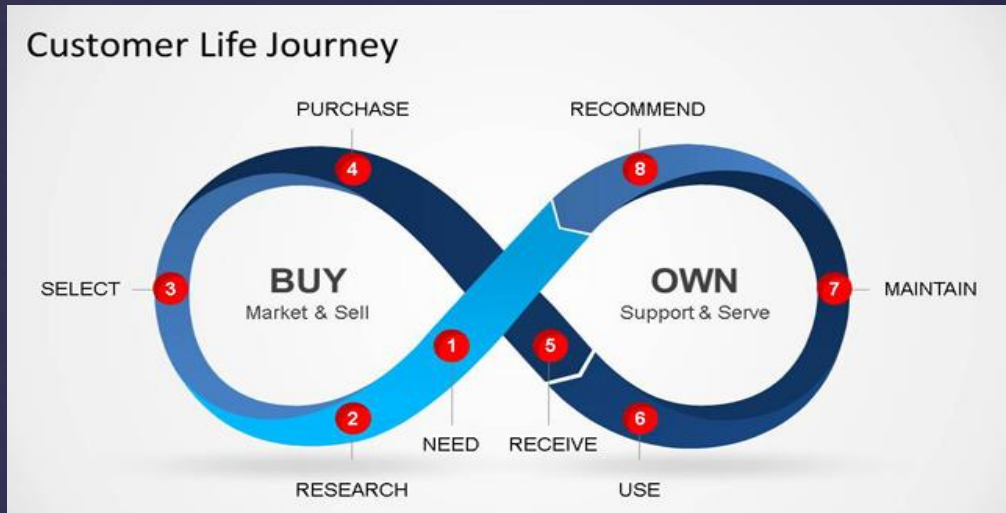 Customer Life Journey
PURCHASE
RECOMMEND
4
8
SELECT
3
BUY
Market & Sell
OWN
Support & Serve
7
MAINTAIN
1
5
2
6
NEED
RECEIVE
RESEARCH
USE